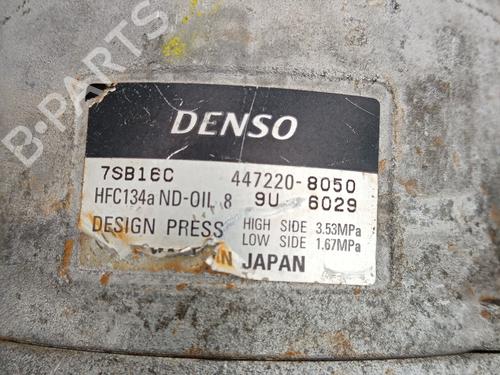 DENSO
7SB16C 447220-8050
HFC134a ND-OIL 8 9U 6029
DESIGN PRESS HIGH SIDE 3.53MPa
LOW SIDE 1.67MPa
IN JAPAN
B-PARTS